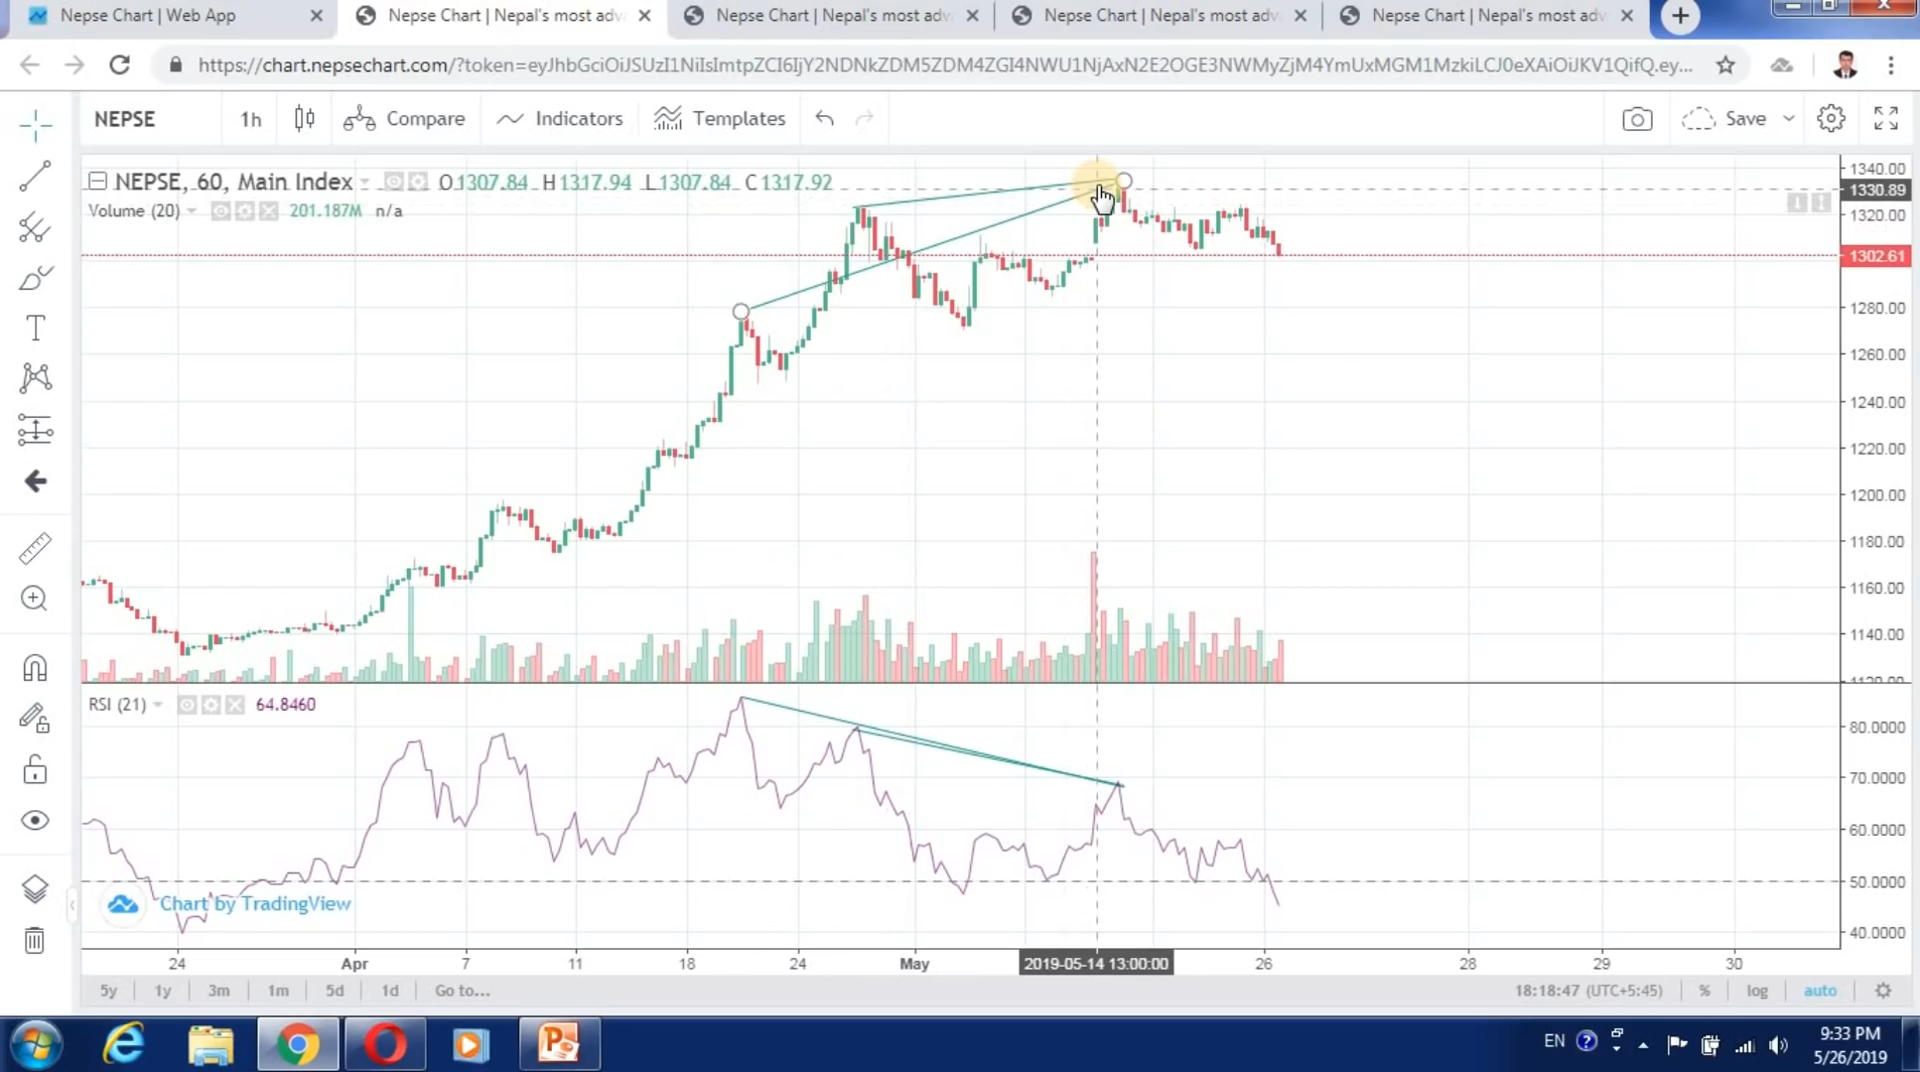 Nepse Chart | Web App
Nepse Chart | Nepal's most adv
Nepse Chart | Nepal's most adv
Nepse Chart | Nepal's most adv
Nepse Chart | Nepal's most adv
https://chart.nepsechart.com/?token=eyJhbGciOiJSUzI1NiIsImtpZCI6IjY2NDNkZDM5ZDM4ZGI4NWU1NjAxN2E2OGE3NWMyZjM4YmUxMGM1MzkiLCJ0eXAiOiJKV1QifQ.ey...
NEPSE 1h Compare Indicators Templates Save
NEPSE, 60, Main Index O1307.84 H1317.94 L1307.84 C1317.92
Volume (20) 201.187M n/a
1340.00
1330.89
1320.00
1302.61
1280.00
1260.00
1240.00
1220.00
1200.00
1180.00
1160.00
1140.00
1120.00
RSI (21) 64.8460
80.0000
70.0000
60.0000
50.0000
40.0000
Chart by TradingView
24 Apr 7 11 18 24 May 2019-05-14 13:00:00 26 28 29 30
5y 1y 3m 1m 5d 1d Go to... 18:18:47 (UTC+5:45) % log auto
EN
9:33 PM
5/26/2019